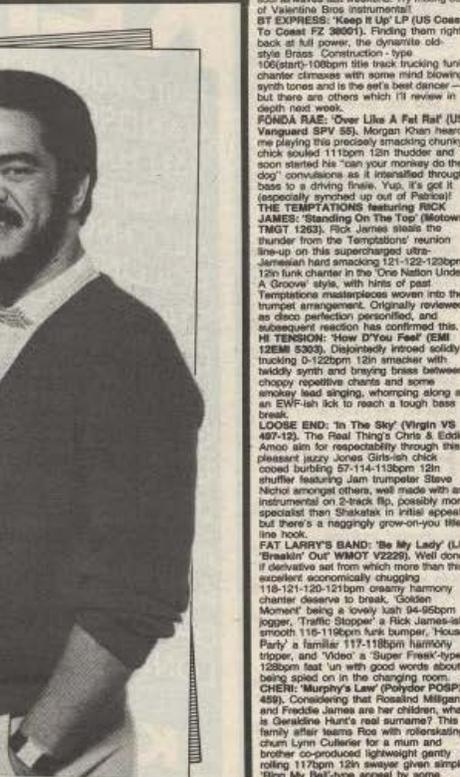 of Valentine Bros instrumental!
BT EXPRESS: 'Keep It Up' LP (US Coast
To Coast FZ 38001). Finding them right
back at full power, the dynamite old-
style Brass Construction - type
106(start)-108bpm title track trucking funk
chanter climaxes with some mind blowing
synth tones and is the set's best dancer —
but there are others which I'll review in
depth next week.
FONDA RAE: 'Over Like A Fat Rat' (US
Vanguard SPV 55). Morgan Khan heard
me playing this precisely smacking chunky
chick souled 111bpm 12in thudder and
soon started his "can your monkey do the
dog" convulsions as it intensified through
bass to a driving finale. Yup, it's got it
(especially synched up out of Patrice)!
THE TEMPTATIONS featuring RICK
JAMES: 'Standing On The Top' (Motown
TMGT 1263). Rick James steals the
thunder from the Temptations' reunion
line-up on this supercharged ultra-
Jamesian hard smacking 121-122-123bpm
12in funk chanter in the 'One Nation Under
A Groove' style, with hints of past
Temptations masterpieces woven into the
trumpet arrangement. Originally reviewed
as disco perfection personified, and
subsequent reaction has confirmed this.
HI TENSION: 'How D'You Feel' (EMI
12EMI 5303). Disjointedly introed solidly
trucking 0-122bpm 12in smacker with
twiddly synth and braying brass between
choppy repetitive chants and some
smokey lead singing, whomping along a
an EWF-ish lick to reach a tough bass
break.
LOOSE END: 'In The Sky' (Virgin VS
497-12). The Real Thing's Chris & Eddie
Amoo aim for respectability through this
pleasant jazzy Jones Girls-ish chick
cooed burbling 57-114-113bpm 12in
shuffler featuring Jam trumpeter Steve
Nichol amongst others, well made with an
instrumental on 2-track flip, possibly more
specialist than Shakatak in initial appeal
but there's a naggingly grow-on-you title
line hook.
FAT LARRY'S BAND: 'Be My Lady' (LP
'Breakin' Out' WMOT V2229). Well done
if derivative set from which more than this
excellent economically chugging
118-121-120-121bpm creamy harmony
chanter deserve to break, 'Golden
Moment' being a lovely lush 94-95bpm
jogger, 'Traffic Stopper' a Rick James-ish
smooth 116-119bpm funk bumper, 'House
Party' a familiar 117-118bpm harmony
tripper, and 'Video' a 'Super Freak'-type
128bpm fast 'un with good words about
being spied on in the changing room.
CHERI: 'Murphy's Law' (Polydor POSPX
459). Considering that Rosalind Milligan
and Freddie James are her children, what
is Geraldine Hunt's real surname? This
family affair teams Roe with rollerskating
chum Lynn Cullerier for a mum and
brother co-produced lightweight gently
rolling 117bpm 12in swayer given simple
'Ring My Bell'-type appeal by some